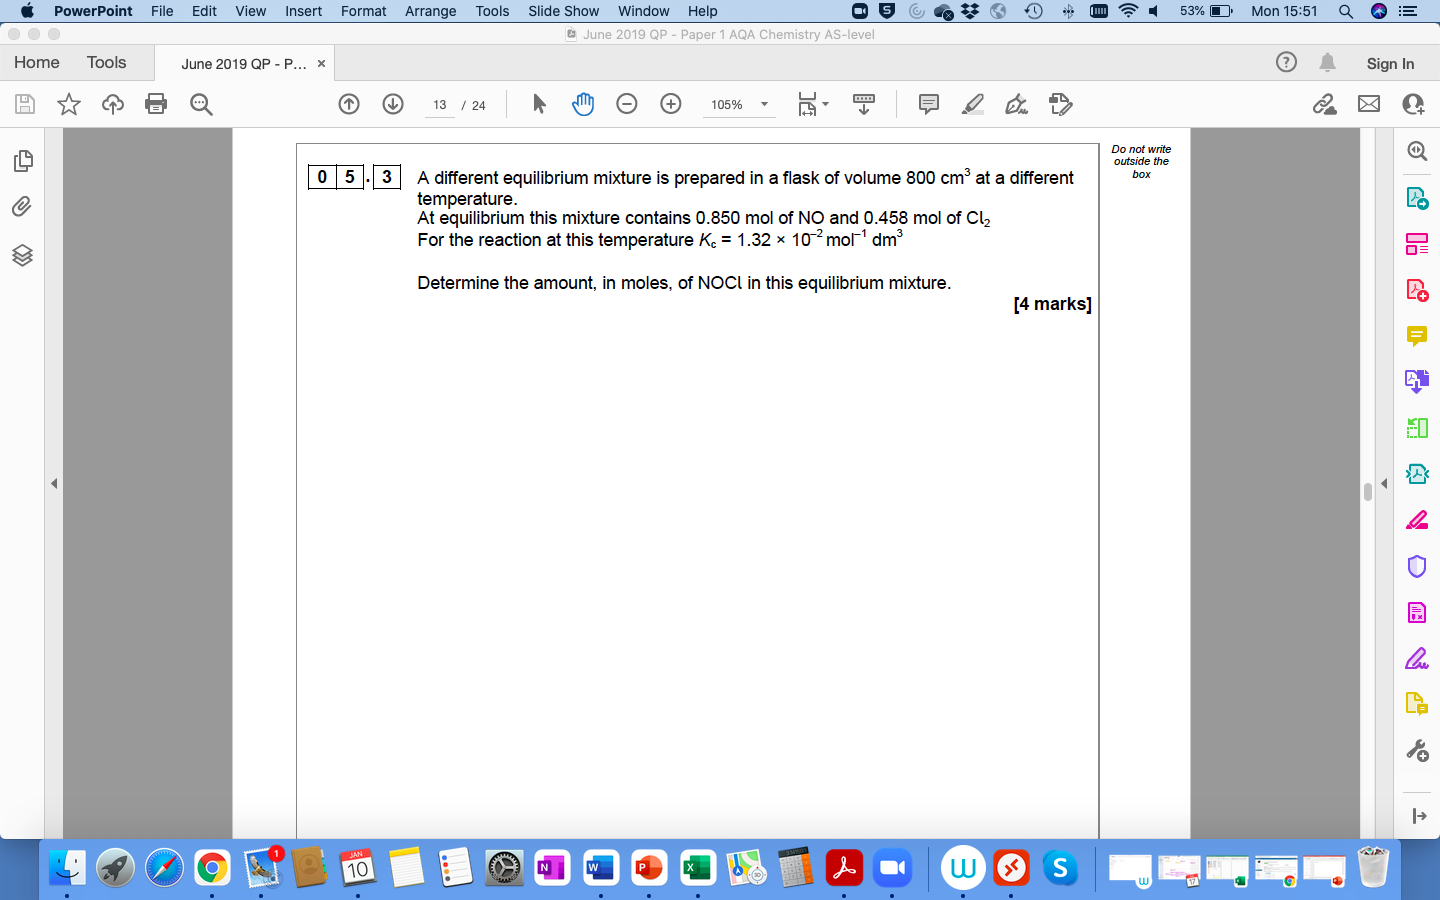 PowerPoint File Edit View Insert Format Arrange Tools Slide Show Window Help 53% Mon 15:51
June 2019 QP - Paper 1 AQA Chemistry AS-level
Home Tools June 2019 QP - P... × Sign In
13 / 24 105%
Do not write
outside the
box
0 5 . 3 A different equilibrium mixture is prepared in a flask of volume 800 cm³ at a different
temperature.
At equilibrium this mixture contains 0.850 mol of NO and 0.458 mol of Cl₂
For the reaction at this temperature Kc = 1.32 × 10⁻² mol⁻¹ dm³
Determine the amount, in moles, of NOCl in this equilibrium mixture.
[4 marks]
1
JAN
10